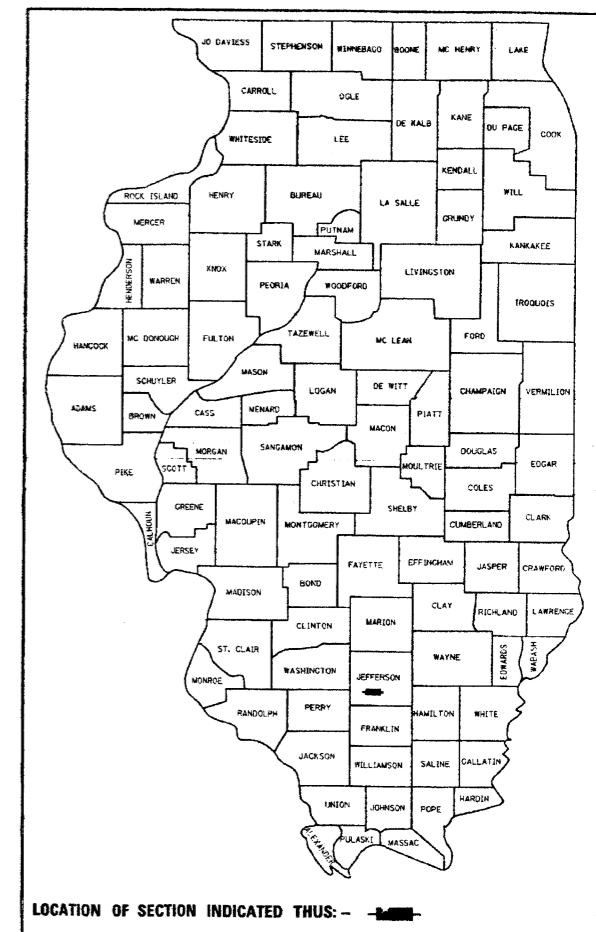 JO DAVIESS STEPHENSON WINNEBAGO BOONE MC HENRY LAKE
CARROLL OGLE DE KALB KANE DU PAGE COOK
WHITESIDE LEE
KENDALL WILL
ROCK ISLAND HENRY BUREAU LA SALLE
MERCER PUTNAM GRUNDY
STARK MARSHALL KANKAKEE
HENDERSON WARREN KNOX PEORIA WOODFORD LIVINGSTON
IROQUOIS
HANCOCK MC DONOUGH FULTON TAZEWELL MC LEAN FORD
MASON
SCHUYLER LOGAN DE WITT CHAMPAIGN VERMILION
ADAMS BROWN CASS MENARD PIATT
MACON
MORGAN SANGAMON DOUGLAS
PIKE SCOTT CHRISTIAN MOULTRIE COLES EDGAR
GREENE MACOUPIN MONTGOMERY SHELBY
CALHOUN CUMBERLAND CLARK
JERSEY
FAYETTE EFFINGHAM JASPER CRAWFORD
MADISON BOND
CLAY RICHLAND LAWRENCE
CLINTON MARION
ST. CLAIR WAYNE EDWARDS WABASH
WASHINGTON JEFFERSON
MONROE
RANDOLPH PERRY HAMILTON WHITE
FRANKLIN
JACKSON WILLIAMSON SALINE GALLATIN
UNION JOHNSON POPE HARDIN
ALEXANDER PULASKI MASSAC
LOCATION OF SECTION INDICATED THUS: -